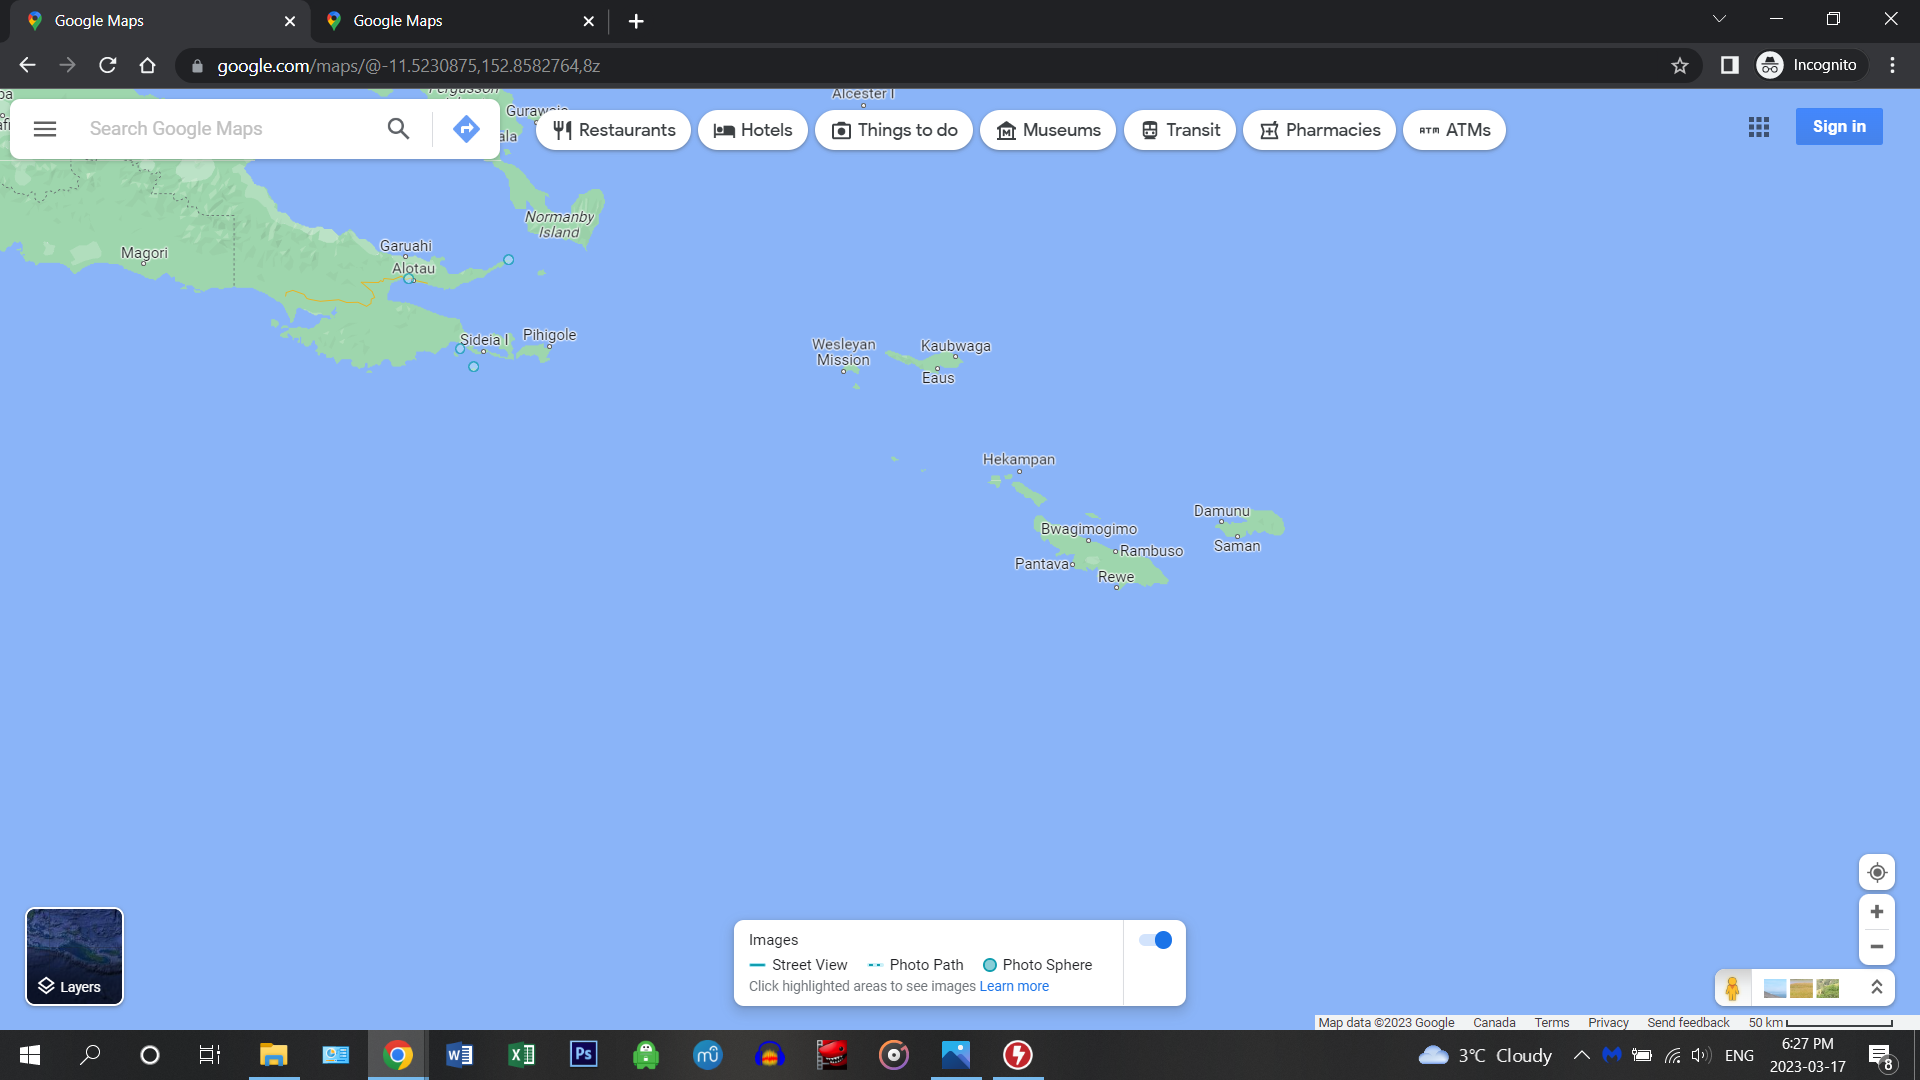 Google Maps
Google Maps
google.com/maps/@-11.5230875,152.8582764,8z
Incognito
Search Google Maps
Restaurants
Hotels
Things to do
Museums
Transit
Pharmacies
ATM ATMs
Sign in
Alcester I
Normanby
Island
Garuahi
Magori
Alotau
Sideia I
Pihigole
Wesleyan
Mission
Kaubwaga
Eaus
Hekampan
Damunu
Bwagimogimo
Saman
Rambuso
Pantava
Rewe
Images
Street View
Photo Path
Photo Sphere
Click highlighted areas to see images Learn more
Layers
Map data ©2023 Google
Canada
Terms
Privacy
Send feedback
50 km
W
X
Ps
mu
3°C Cloudy
ENG
6:27 PM
2023-03-17
8